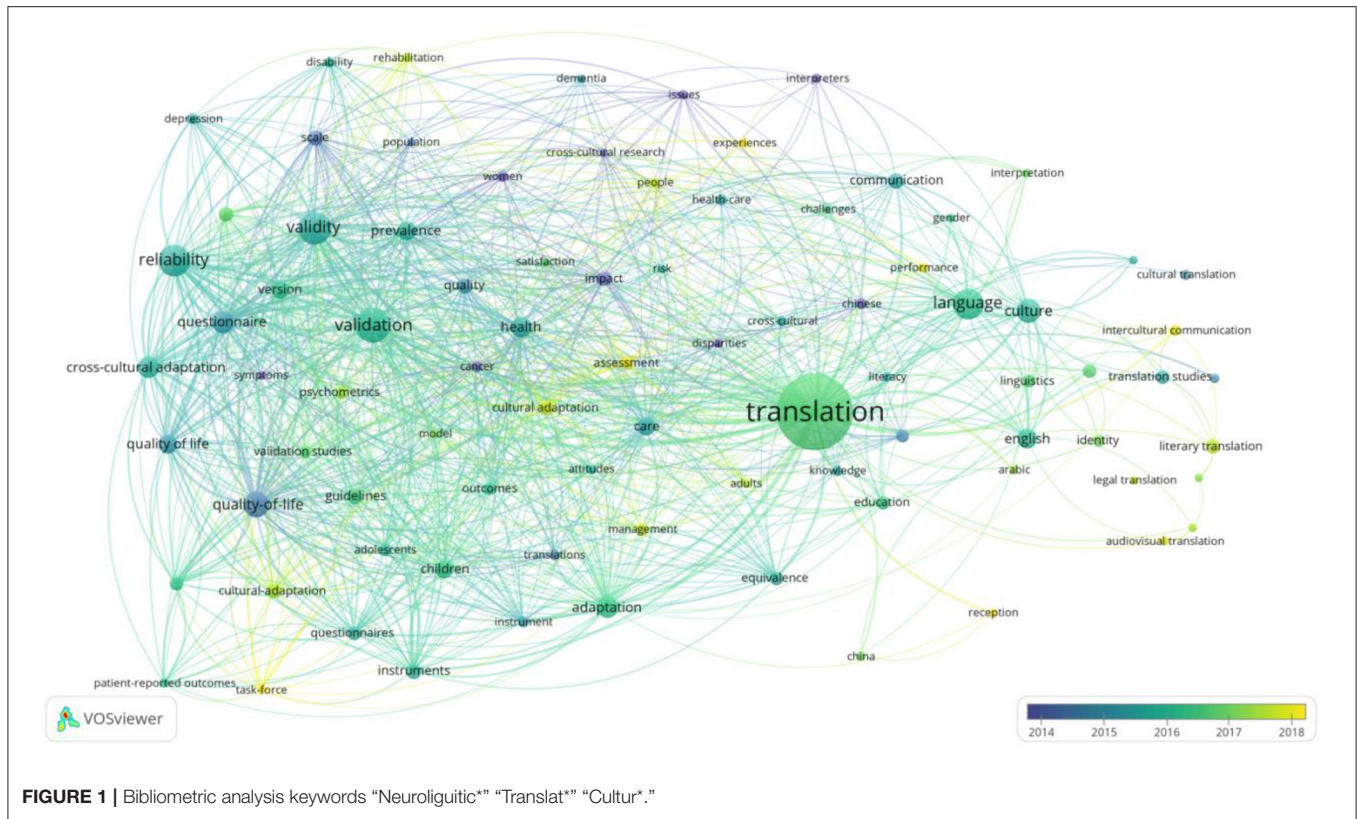 disability
rehabilitation
dementia
issues
interpreters
depression
scale
population
cross-cultural research
experiences
women
people
communication
interpretation
health-care
challenges
gender
validity
prevalence
reliability
satisfaction
impact
risk
performance
cultural translation
version
quality
chinese
language
culture
questionnaire
validation
health
cross-cultural
intercultural communication
disparities
cross-cultural adaptation
symptoms
cancer
assessment
literacy
linguistics
translation studies
psychometrics
cultural adaptation
translation
model
care
english
identity
literary translation
quality of life
validation studies
attitudes
knowledge
arabic
legal translation
quality-of-life
guidelines
outcomes
adults
education
management
audiovisual translation
adolescents
translations
children
equivalence
cultural-adaptation
adaptation
reception
questionnaires
instrument
china
patient-reported outcomes
task-force
instruments
VOSviewer
2014 2015 2016 2017 2018
FIGURE 1 | Bibliometric analysis keywords “Neuroliguitic*” “Translat*” “Cultur*.”